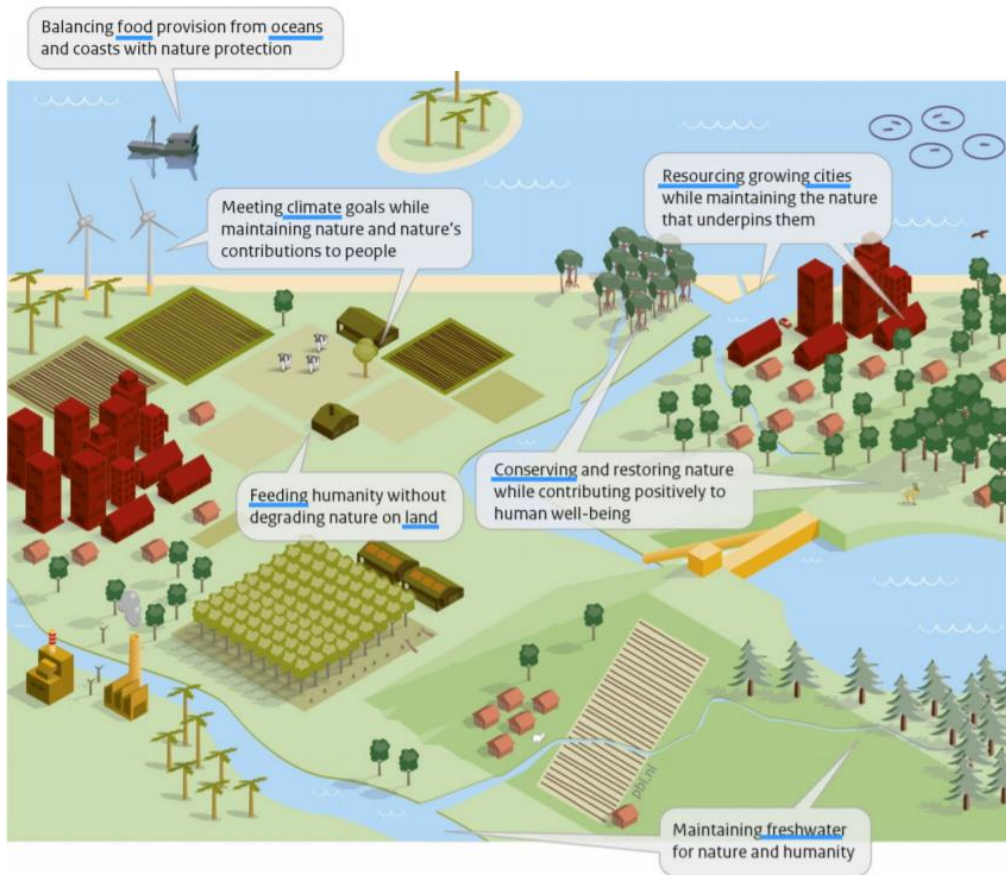 Balancing food provision from oceans
and coasts with nature protection
Resourcing growing cities
while maintaining the nature
that underpins them
Meeting climate goals while
maintaining nature and nature's
contributions to people
Conserving and restoring nature
while contributing positively to
human well-being
Feeding humanity without
degrading nature on land
pbl.nl
Maintaining freshwater
for nature and humanity